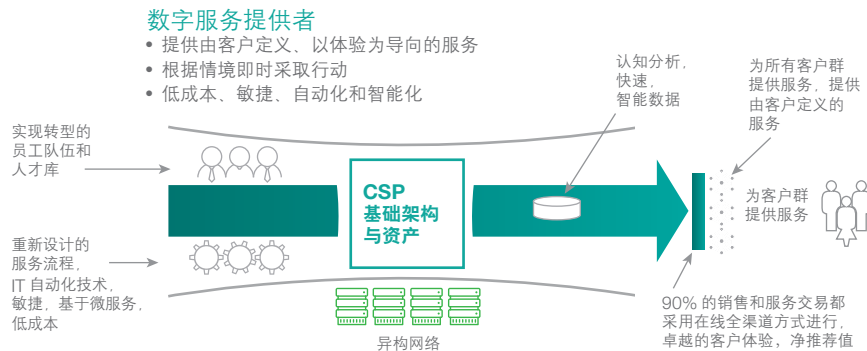 数字服务提供者
• 提供由客户定义、以体验为导向的服务
• 根据情境即时采取行动
• 低成本、敏捷、自动化和智能化
认知分析，
快速，
智能数据
为所有客户群
提供服务，提供
由客户定义的
服务
实现转型的
员工队伍和
人才库
CSP
基础架构
与资产
为客户群
提供服务
重新设计的
服务流程，
IT 自动化技术，
敏捷，基于微服务，
低成本
异构网络
90% 的销售和服务交易都
采用在线全渠道方式进行，
卓越的客户体验，净推荐值